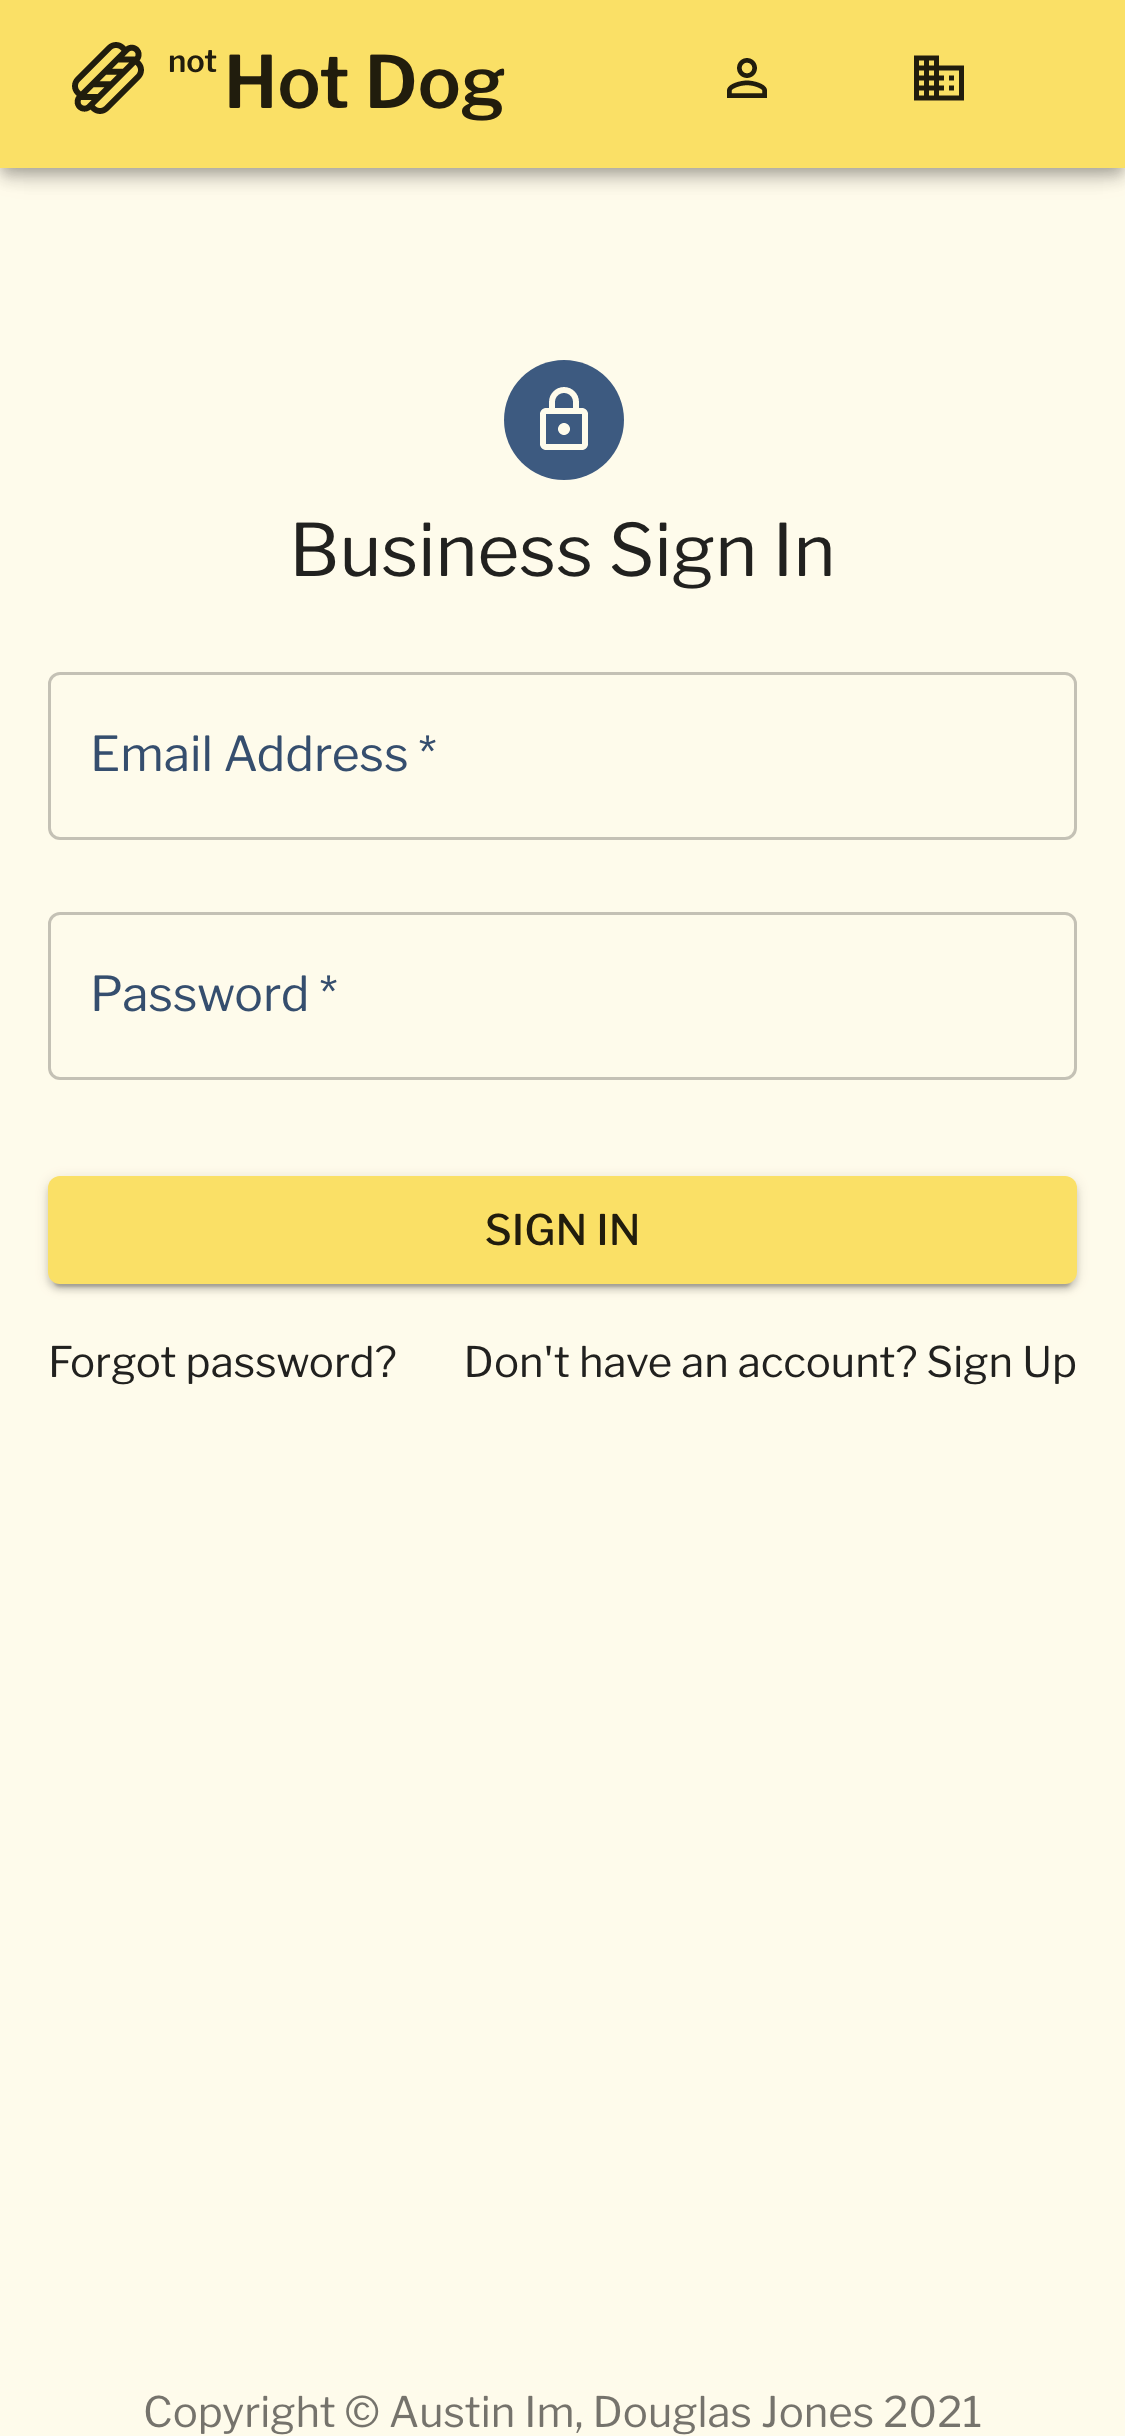 not Hot Dog
Business Sign In
Email Address *
Password *
SIGN IN
Forgot password? Don't have an account? Sign Up
Copyright © Austin Im, Douglas Jones 2021